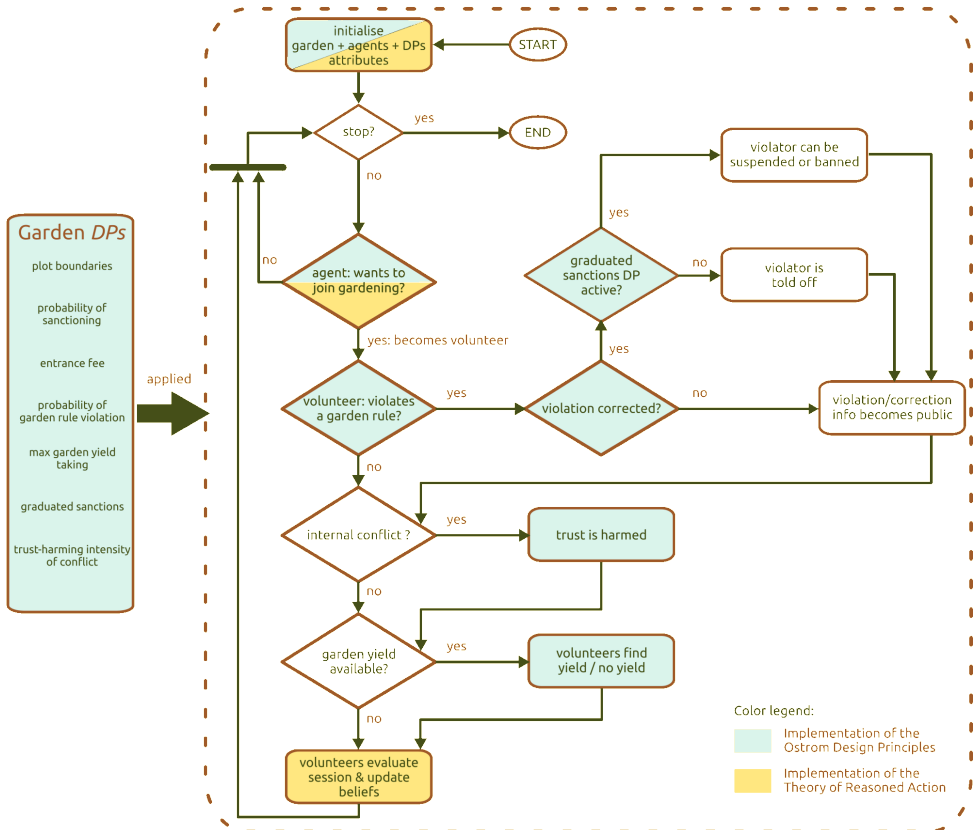 initialise
garden + agents + DPs
attributes
START
stop?
yes
END
no
Garden DPs
plot boundaries
probability of
sanctioning
entrance fee
probability of
garden rule violation
max garden yield
taking
graduated sanctions
trust-harming intensity
of conflict
applied
agent: wants to
join gardening?
no
yes: becomes volunteer
volunteer: violates
a garden rule?
yes
no
violation corrected?
yes
no
graduated
sanctions DP
active?
yes
no
violator can be
suspended or banned
violator is
told off
violation/correction
info becomes public
internal conflict ?
yes
no
trust is harmed
garden yield
available?
yes
no
volunteers find
yield / no yield
volunteers evaluate
session & update
beliefs
Color legend:
Implementation of the
Ostrom Design Principles
Implementation of the
Theory of Reasoned Action